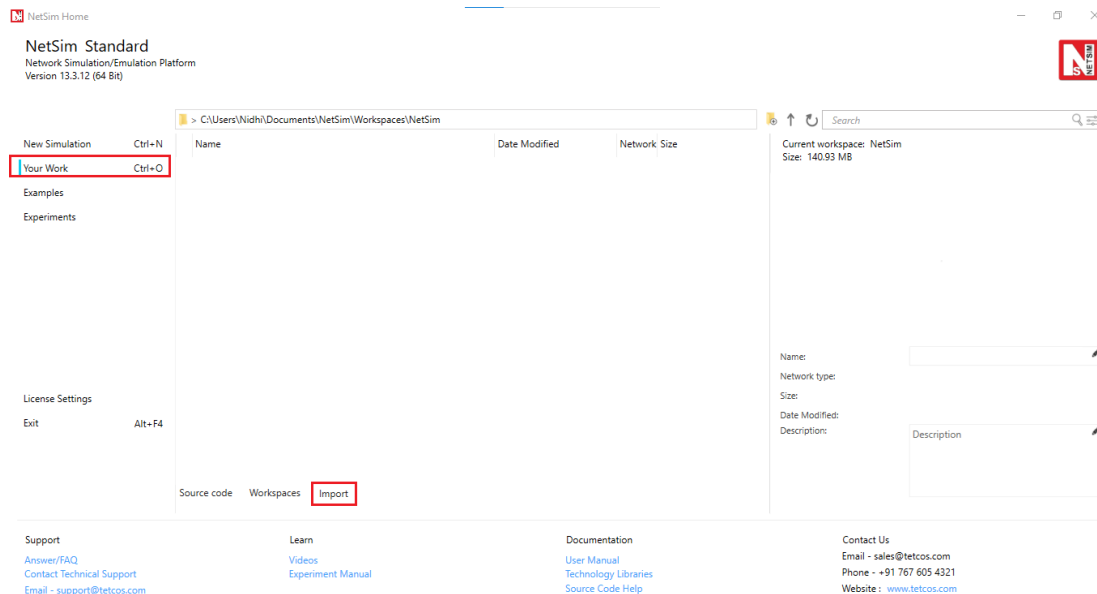 NetSim Home
NetSim Standard
Network Simulation/Emulation Platform
Version 13.3.12 (64 Bit)
NETSIM
> C:\Users\Nidhi\Documents\NetSim\Workspaces\NetSim
Search
New Simulation Ctrl+N
Your Work Ctrl+O
Examples
Experiments
License Settings
Exit Alt+F4
Name Date Modified Network Size
Current workspace: NetSim
Size: 140.93 MB
Name:
Network type:
Size:
Date Modified:
Description:
Description
Source code Workspaces Import
Support
Answer/FAQ
Contact Technical Support
Email - support@tetcos.com
Learn
Videos
Experiment Manual
Documentation
User Manual
Technology Libraries
Source Code Help
Contact Us
Email - sales@tetcos.com
Phone - +91 767 605 4321
Website : www.tetcos.com